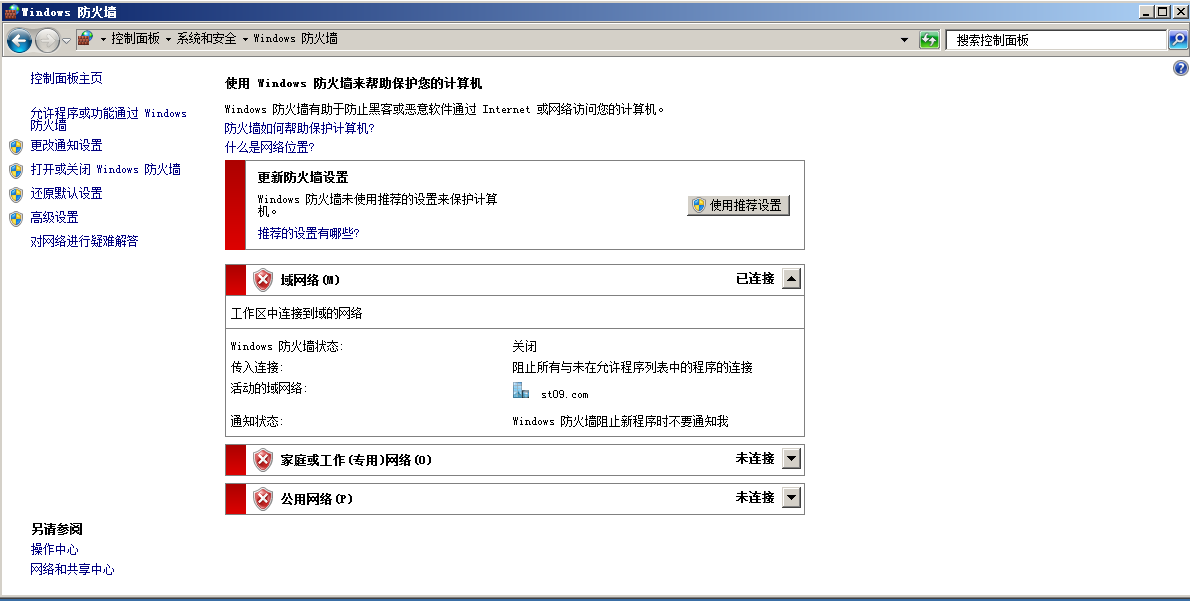 Windows 防火墙
控制面板 系统和安全 Windows 防火墙
搜索控制面板
控制面板主页
允许程序或功能通过 Windows
防火墙
更改通知设置
打开或关闭 Windows 防火墙
还原默认设置
高级设置
对网络进行疑难解答
另请参阅
操作中心
网络和共享中心
使用 Windows 防火墙来帮助保护您的计算机
Windows 防火墙有助于防止黑客或恶意软件通过 Internet 或网络访问您的计算机。
防火墙如何帮助保护计算机?
什么是网络位置?
更新防火墙设置
Windows 防火墙未使用推荐的设置来保护计算
机。
推荐的设置有哪些?
使用推荐设置
域网络(M) 已连接
工作区中连接到域的网络
Windows 防火墙状态: 关闭
传入连接: 阻止所有与未在允许程序列表中的程序的连接
活动的域网络: st09.com
通知状态: Windows 防火墙阻止新程序时不要通知我
家庭或工作(专用)网络(O) 未连接
公用网络(P) 未连接